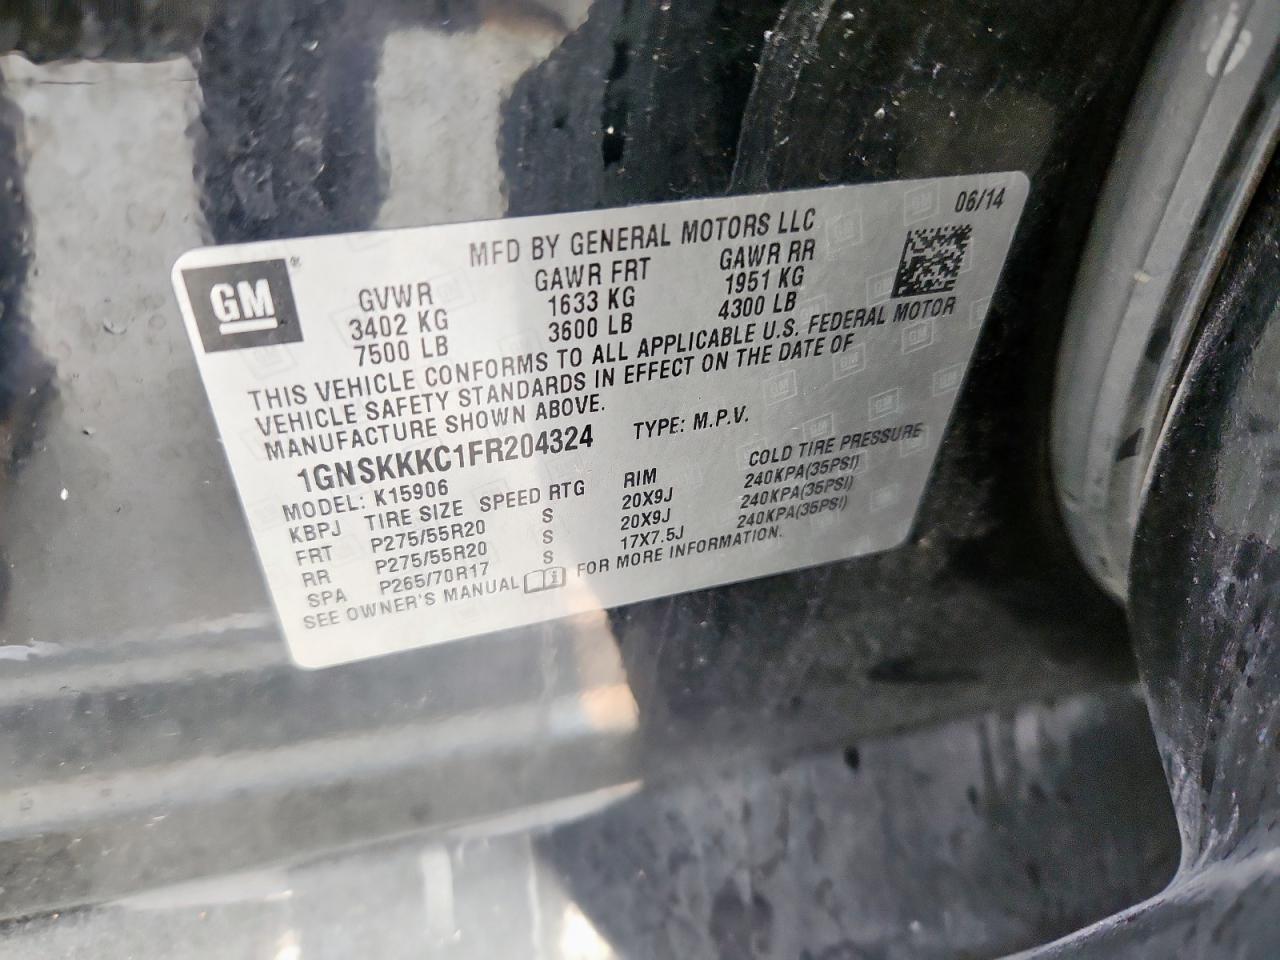 06/14
MFD BY GENERAL MOTORS LLC
GM®
GVWR GAWR FRT GAWR RR
3402 KG 1633 KG 1951 KG
7500 LB 3600 LB 4300 LB
THIS VEHICLE CONFORMS TO ALL APPLICABLE U.S. FEDERAL MOTOR
VEHICLE SAFETY STANDARDS IN EFFECT ON THE DATE OF
MANUFACTURE SHOWN ABOVE.
1GNSKKKC1FR204324 TYPE: M.P.V.
MODEL: K15906
KBPJ TIRE SIZE SPEED RTG RIM COLD TIRE PRESSURE
FRT P275/55R20 S 20X9J 240KPA(35PSI)
RR P275/55R20 S 20X9J 240KPA(35PSI)
SPA P265/70R17 S 17X7.5J 240KPA(35PSI)
SEE OWNER'S MANUAL FOR MORE INFORMATION.